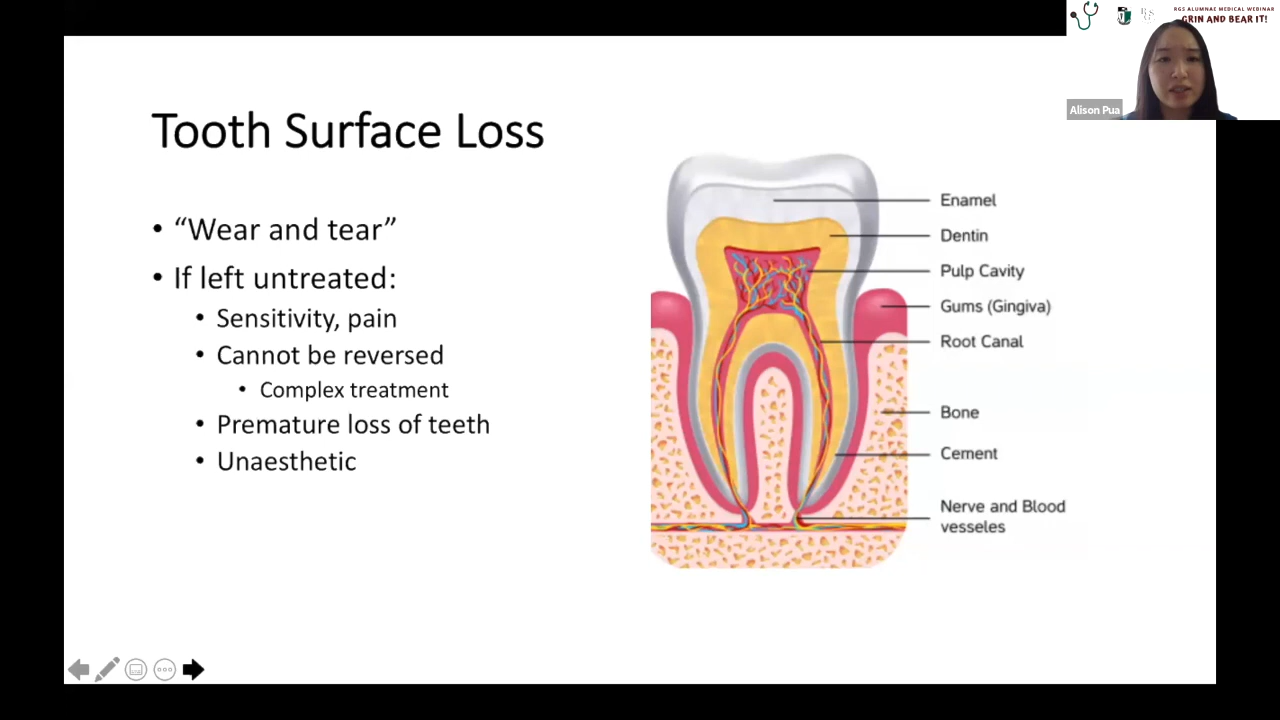 RGS ALUMNAE MEDICAL WEBINAR
GRIN AND BEAR IT!
Alison Pua
Tooth Surface Loss
• “Wear and tear”
• If left untreated:
• Sensitivity, pain
• Cannot be reversed
• Complex treatment
• Premature loss of teeth
• Unaesthetic
Enamel
Dentin
Pulp Cavity
Gums (Gingiva)
Root Canal
Bone
Cement
Nerve and Blood
vesseles